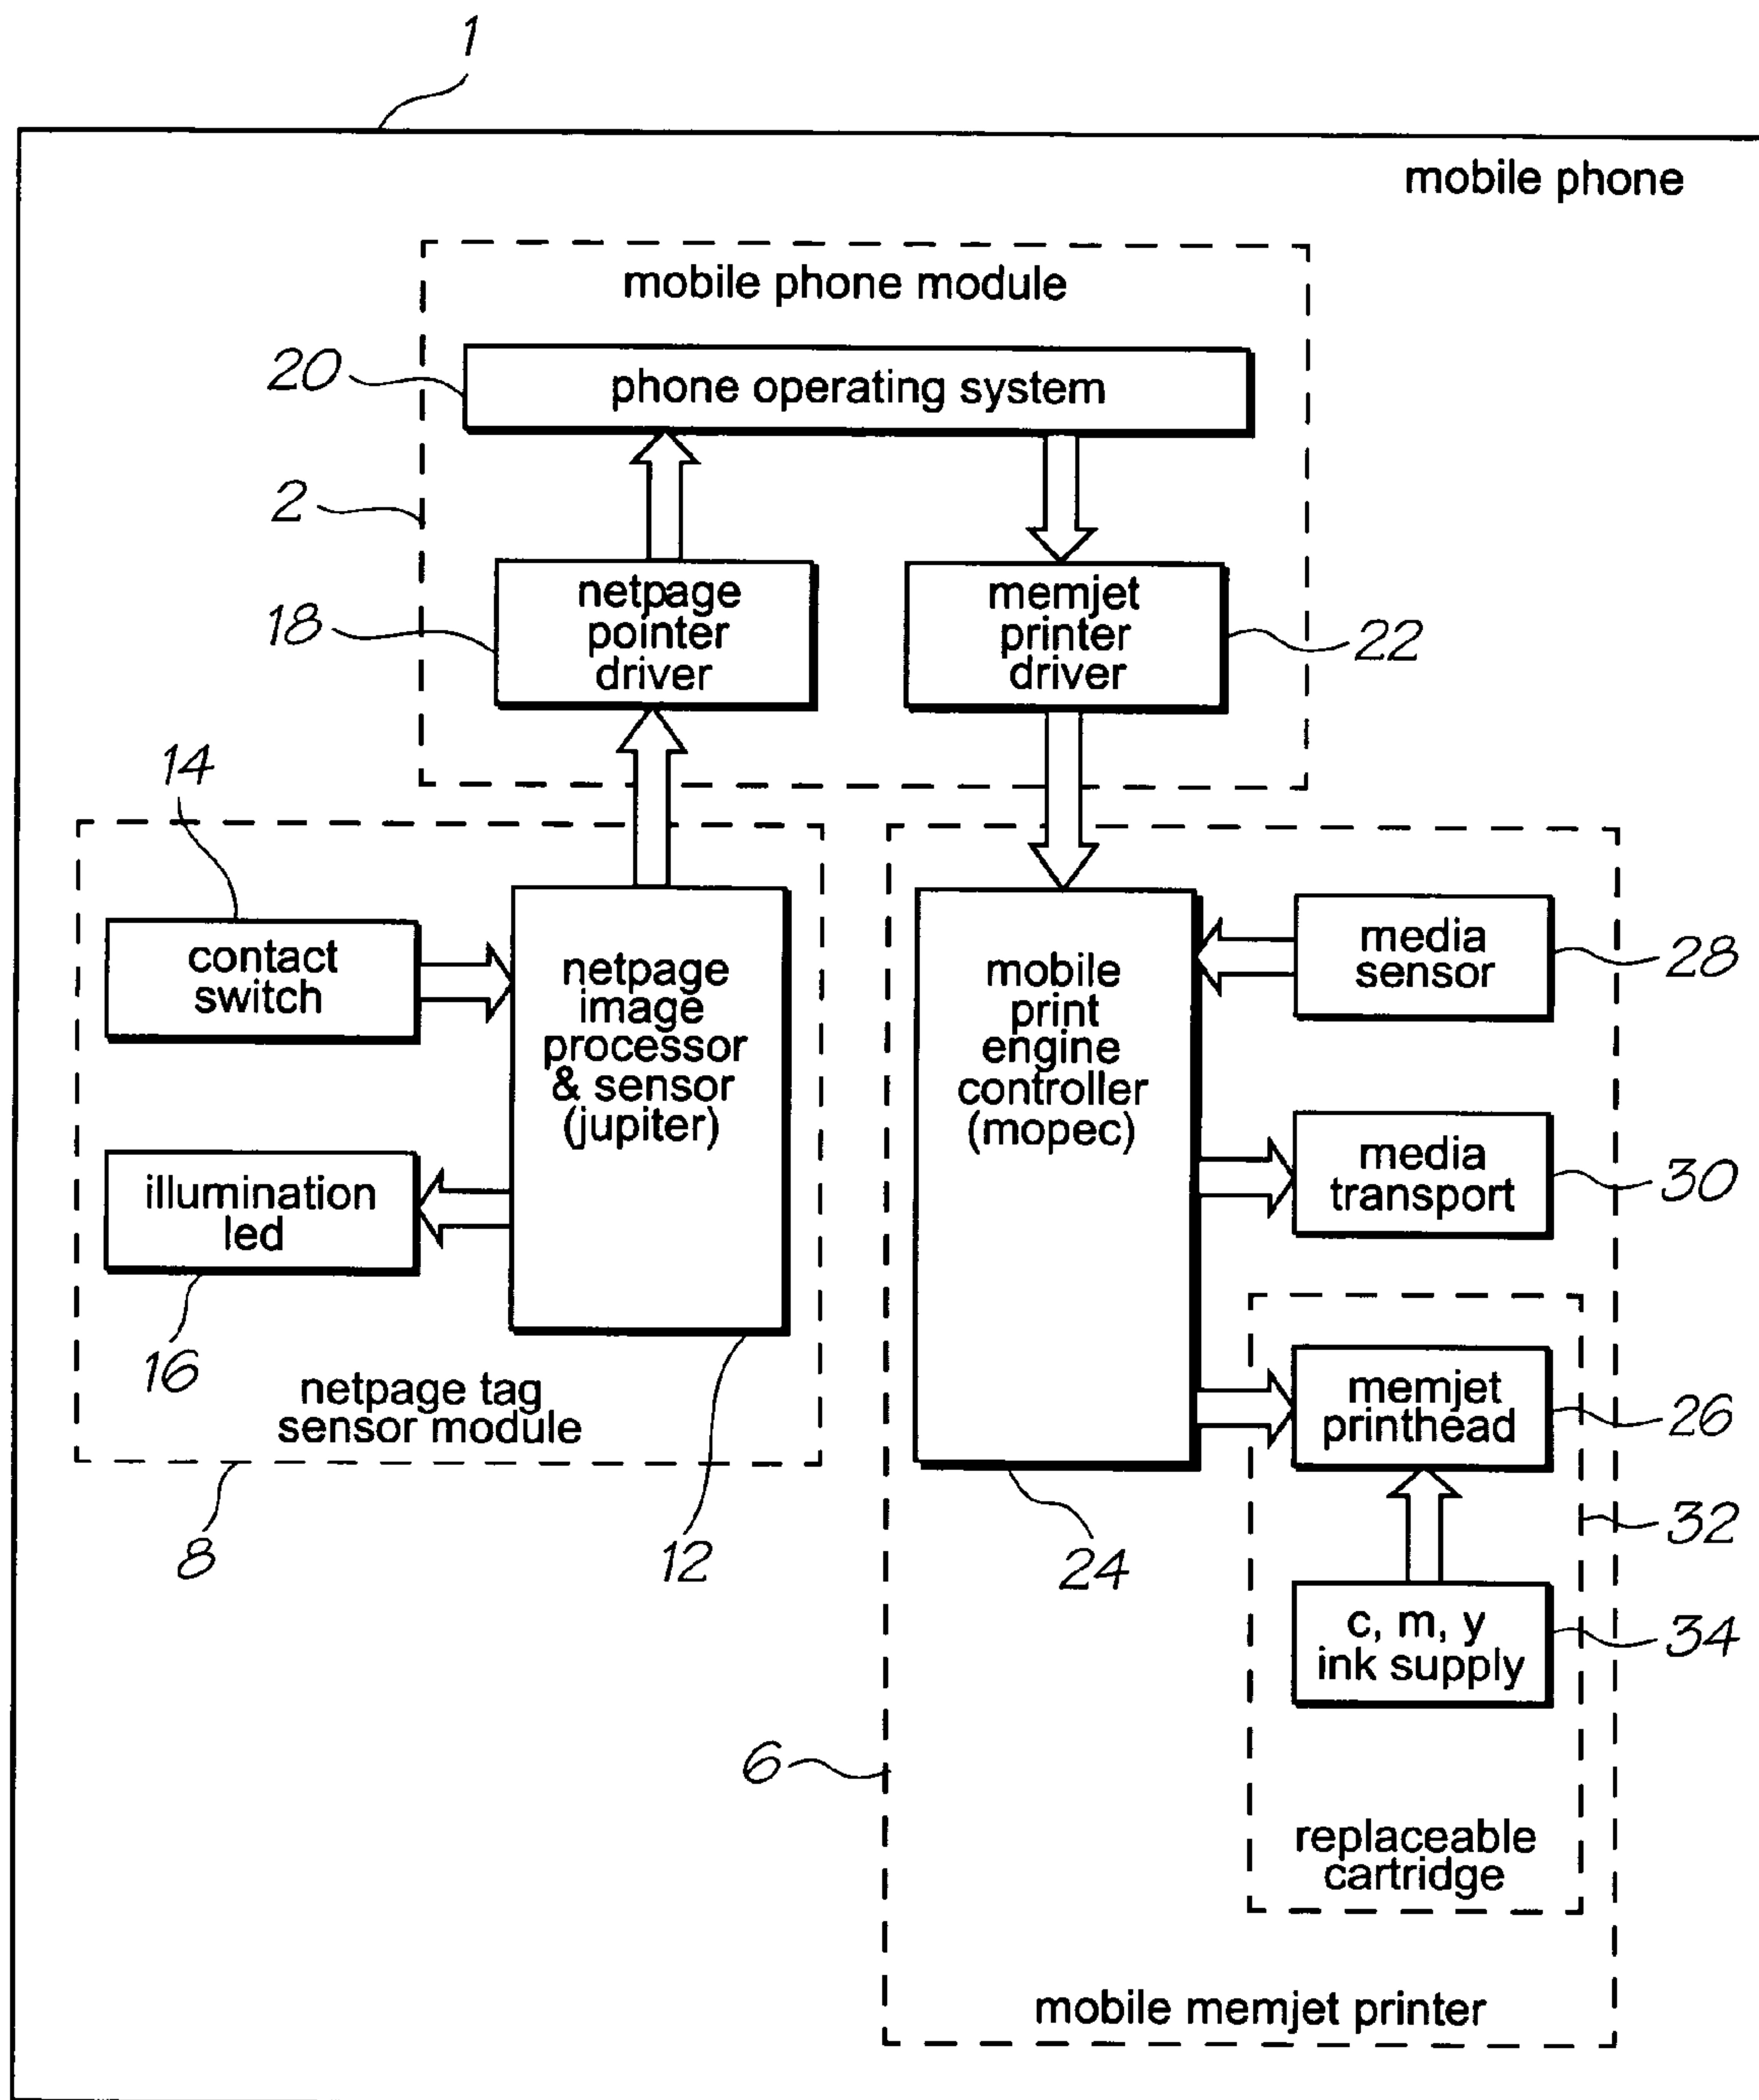 1
mobile phone
mobile phone module
20
phone operating system
2
18
netpage
pointer
driver
memjet
printer
driver
22
14
contact
switch
netpage
image
processor
& sensor
(jupiter)
illumination
led
16
netpage tag
sensor module
8
12
mobile
print
engine
controller
(mopec)
media
sensor
28
media
transport
30
memjet
printhead
26
32
24
c, m, y
ink supply
34
6
replaceable
cartridge
mobile memjet printer